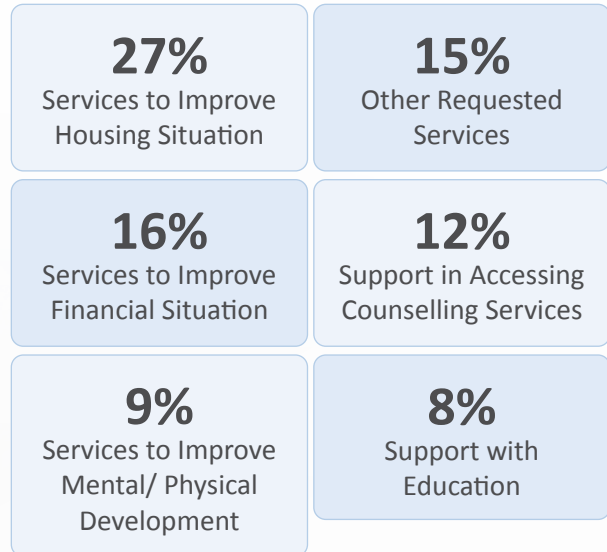 27%
Services to Improve
Housing Situation
15%
Other Requested
Services
16%
Services to Improve
Financial Situation
12%
Support in Accessing
Counselling Services
9%
Services to Improve
Mental/ Physical
Development
8%
Support with
Education